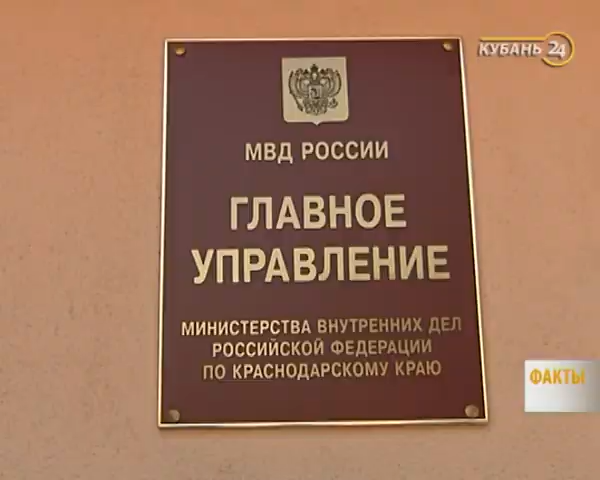 КУБАНЬ 24
МВД РОССИИ
ГЛАВНОЕ
УПРАВЛЕНИЕ
МИНИСТЕРСТВА ВНУТРЕННИХ ДЕЛ
РОССИЙСКОЙ ФЕДЕРАЦИИ
ПО КРАСНОДАРСКОМУ КРАЮ
ФАКТЫ